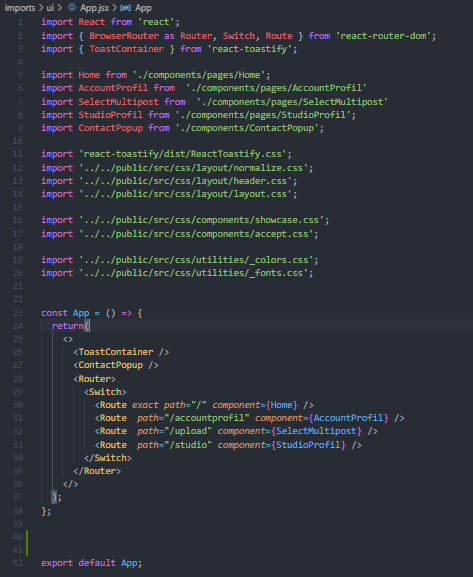 imports > ui > App.jsx > App
1 import React from 'react';
2 import { BrowserRouter as Router, Switch, Route } from 'react-router-dom';
3 import { ToastContainer } from 'react-toastify';
4
5 import Home from './components/pages/Home';
6 import AccountProfil from  './components/pages/AccountProfil'
7 import SelectMultipost from  './components/pages/SelectMultipost'
8 import StudioProfil from './components/pages/StudioProfil';
9 import ContactPopup from './components/ContactPopup';
10
11 import 'react-toastify/dist/ReactToastify.css';
12 import '../../public/src/css/layout/normalize.css';
13 import '../../public/src/css/layout/header.css';
14 import '../../public/src/css/layout/layout.css';
15
16 import '../../public/src/css/components/showcase.css';
17 import '../../public/src/css/components/accept.css';
18
19 import '../../public/src/css/utilities/_colors.css';
20 import '../../public/src/css/utilities/_fonts.css';
21
22
23 const App = () => {
24   return(
25     <>
26       <ToastContainer />
27       <ContactPopup />
28       <Router>
29         <Switch>
30           <Route exact path="/" component={Home} />
31           <Route  path="/accountprofil" component={AccountProfil} />
32           <Route  path="/upload" component={SelectMultipost} />
33           <Route  path="/studio" component={StudioProfil} />
34         </Switch>
35       </Router>
36     </>
37   );
38 };
39
40
41
42 export default App;